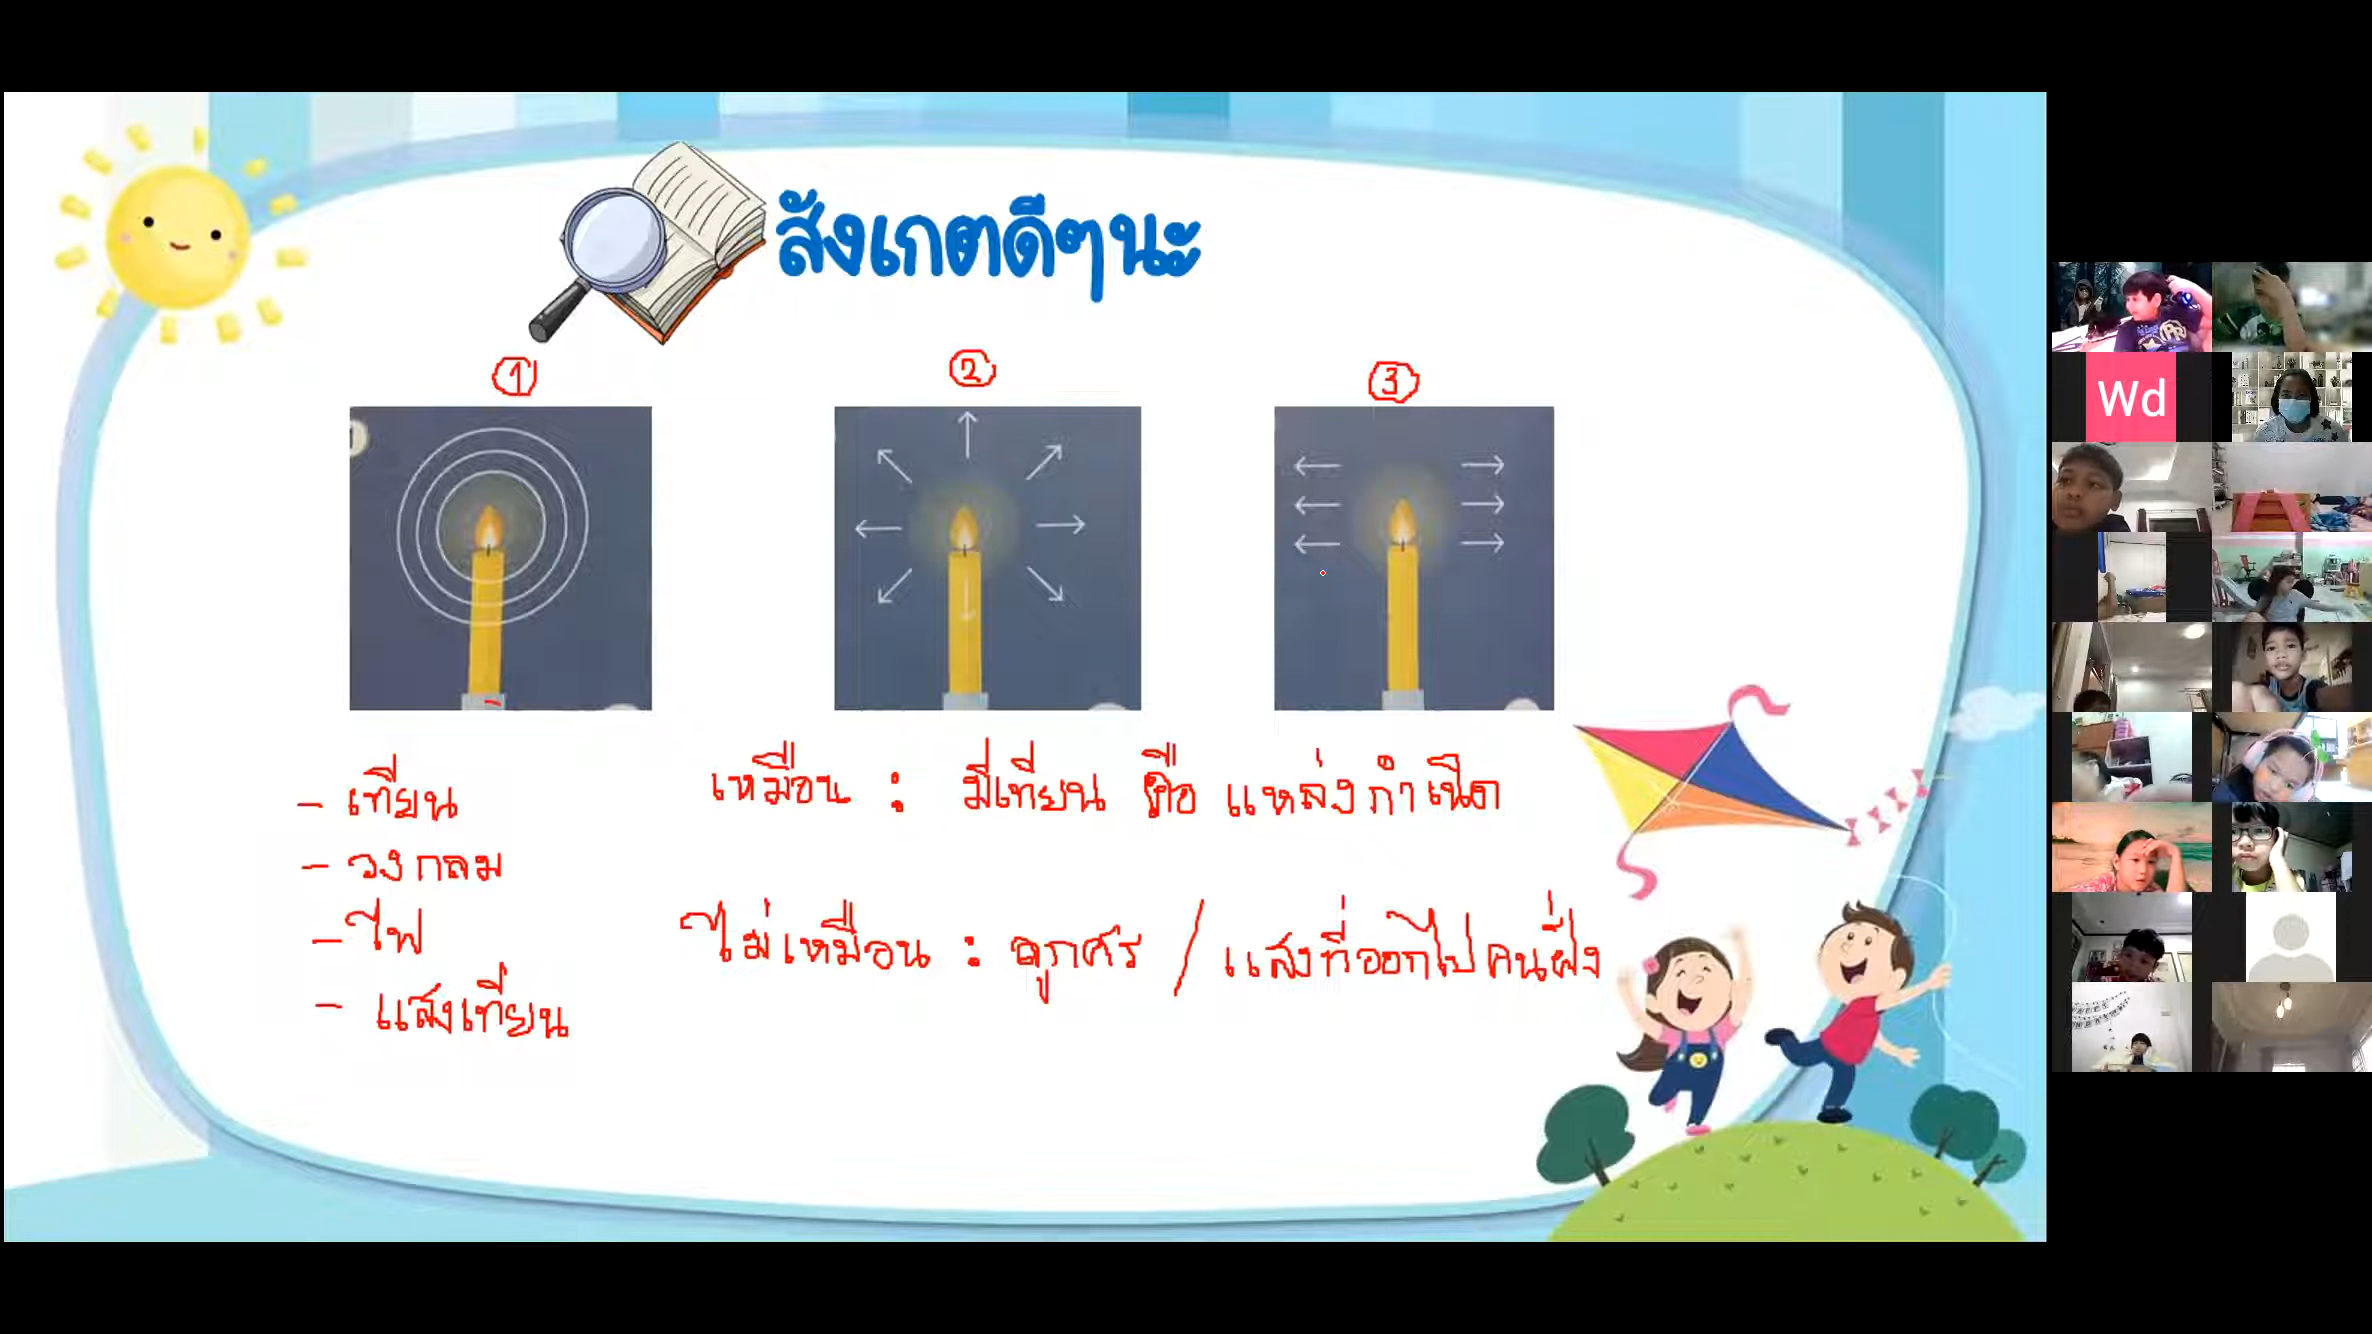 สังเกตดีๆนะ
1 2 3
- เทียน
- วงกลม
- ไฟ
- แสงเทียน
เหมือน : มีเทียน คือ แหล่งกำเนิด
ไม่เหมือน : ลูกศร / แสงที่ออกไปคนฝั่ง
Wd